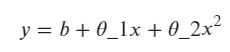 y = b + θ_1x + θ_2x²